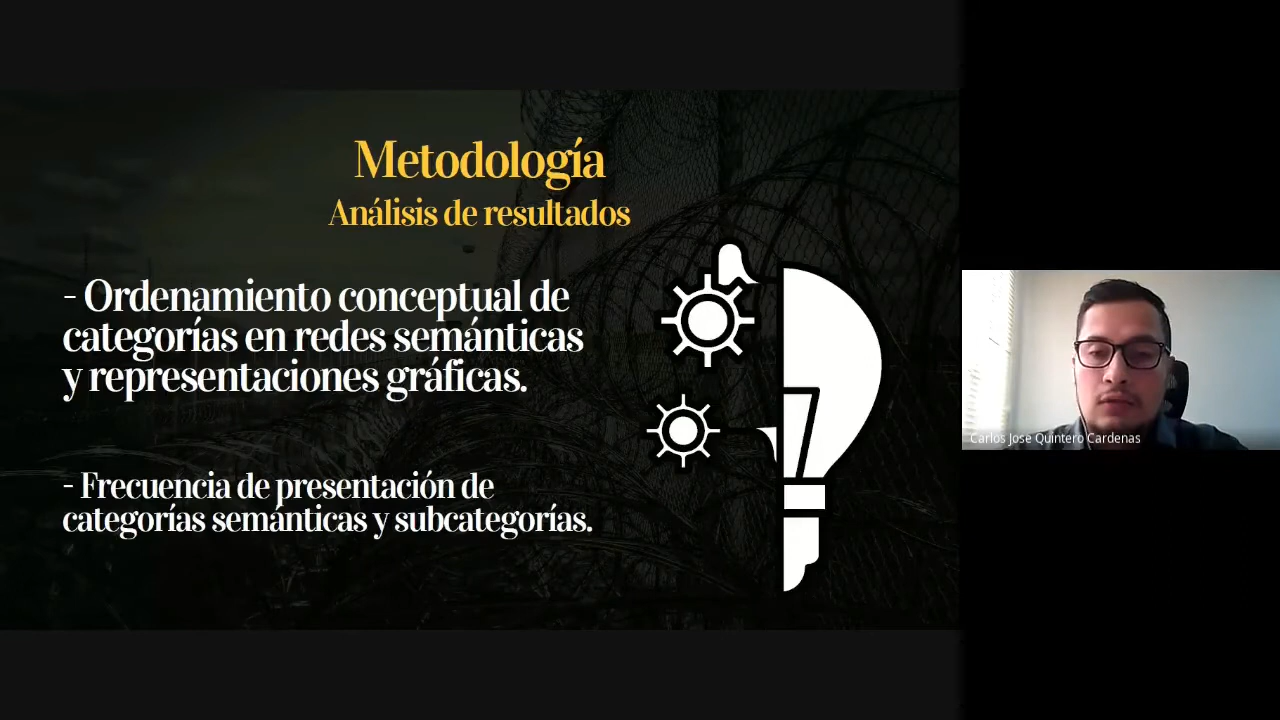 Metodología
Análisis de resultados
- Ordenamiento conceptual de
categorías en redes semánticas
y representaciones gráficas.
- Frecuencia de presentación de
categorías semánticas y subcategorías.
Carlos Jose Quintero Cardenas